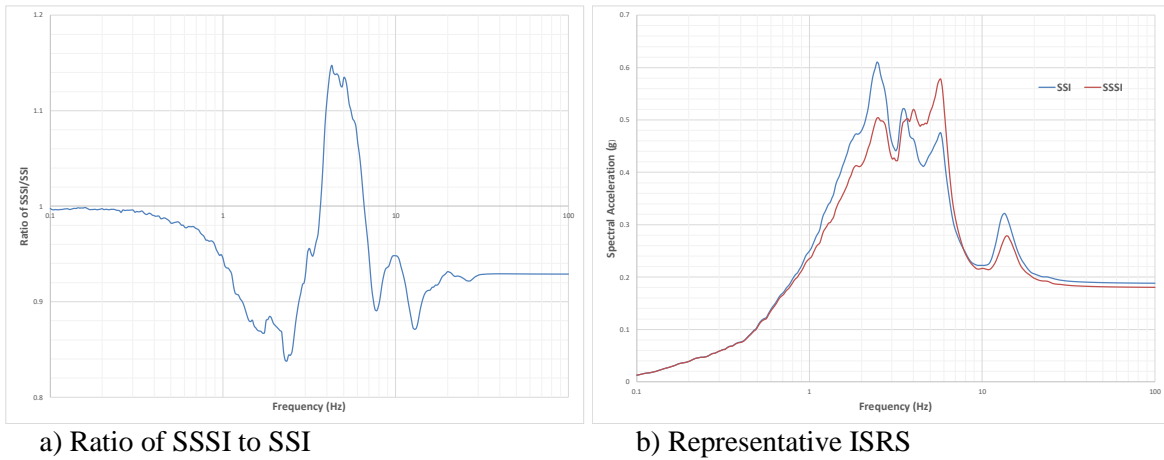 1.2
1.1
1
0.9
0.8
0.1
1
10
100
Ratio of SSSI/SSI
Frequency (Hz)
0.7
0.6
0.5
0.4
0.3
0.2
0.1
0
0.1
1
10
100
Spectral Acceleration (g)
Frequency (Hz)
SSI
SSSI
a) Ratio of SSSI to SSI
b) Representative ISRS